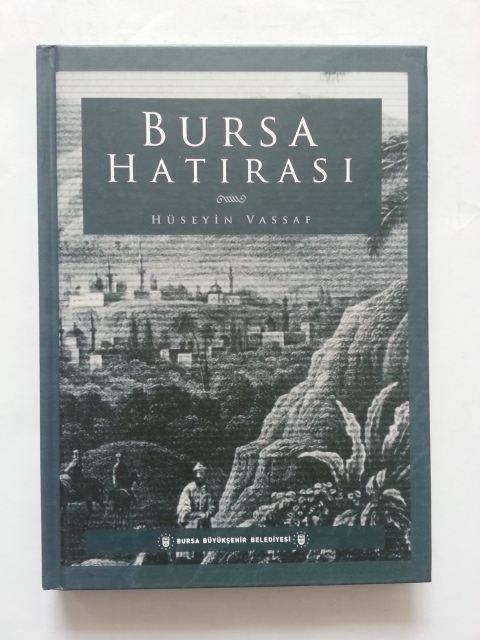 BURSA
HATIRASI
HÜSEYİN VASSAF
BURSA BÜYÜKŞEHİR BELEDİYESİ